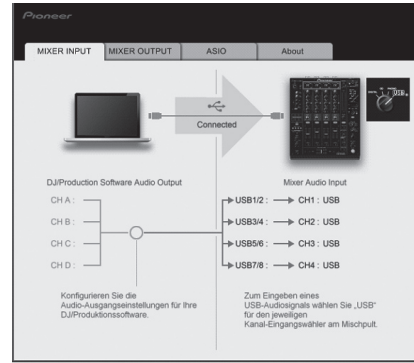 Pioneer
MIXER INPUT MIXER OUTPUT ASIO About
USB
Connected
DJ/Production Software Audio Output
Mixer Audio Input
CH A : USB1/2 : CH1 : USB
CH B : USB3/4 : CH2 : USB
CH C : USB5/6 : CH3 : USB
CH D : USB7/8 : CH4 : USB
Konfigurieren Sie die
Audio-Ausgangseinstellungen für Ihre
DJ/Produktionssoftware.
Zum Eingeben eines
USB-Audiosignals wählen Sie „USB"
für den jeweiligen
Kanal-Eingangswähler am Mischpult.